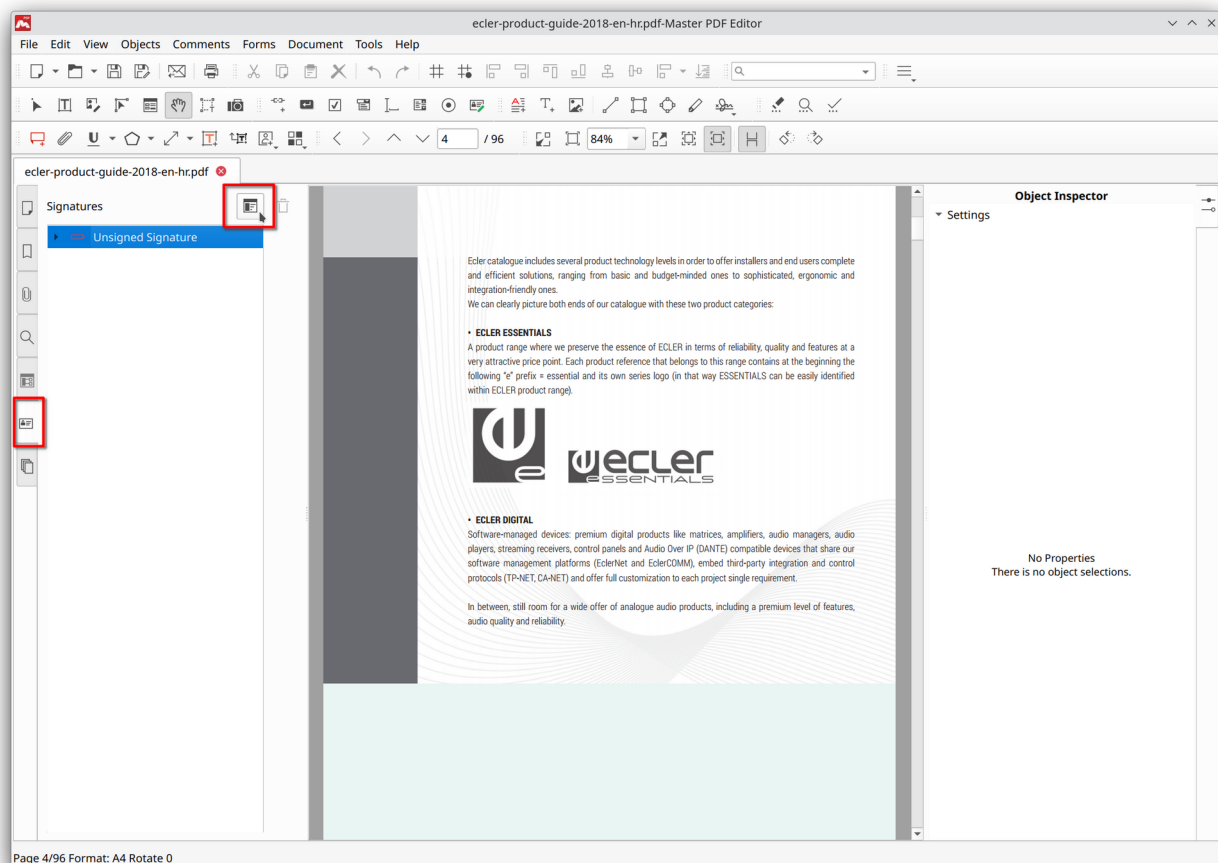 ecler-product-guide-2018-en-hr.pdf-Master PDF Editor
File Edit View Objects Comments Forms Document Tools Help
4 / 96 84%
ecler-product-guide-2018-en-hr.pdf
Signatures
Unsigned Signature
Ecler catalogue includes several product technology levels in order to offer installers and end users complete
and efficient solutions, ranging from basic and budget-minded ones to sophisticated, ergonomic and
integration-friendly ones.
We can clearly picture both ends of our catalogue with these two product categories:
• ECLER ESSENTIALS
A product range where we preserve the essence of ECLER in terms of reliability, quality and features at a
very attractive price point. Each product reference that belongs to this range contains at the beginning the
following "e" prefix = essential and its own series logo (in that way ESSENTIALS can be easily identified
within ECLER product range).
e
ecler
essentials
• ECLER DIGITAL
Software-managed devices: premium digital products like matrices, amplifiers, audio managers, audio
players, streaming receivers, control panels and Audio Over IP (DANTE) compatible devices that share our
software management platforms (EclerNet and EclerCOMM), embed third-party integration and control
protocols (TP-NET, CA-NET) and offer full customization to each project single requirement.
In between, still room for a wide offer of analogue audio products, including a premium level of features,
audio quality and reliability.
Object Inspector
Settings
No Properties
There is no object selections.
Page 4/96 Format: A4 Rotate 0